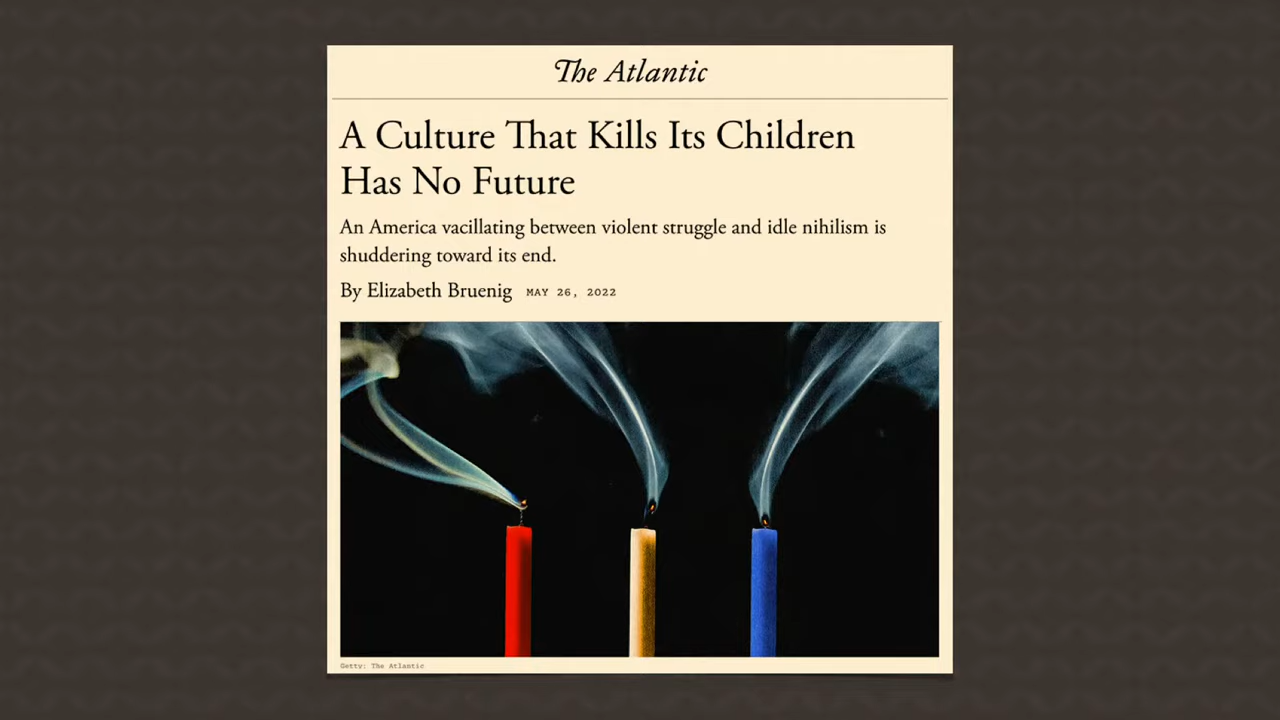 The Atlantic
A Culture That Kills Its Children
Has No Future
An America vacillating between violent struggle and idle nihilism is
shuddering toward its end.
By Elizabeth Bruenig MAY 26, 2022
Getty; The Atlantic